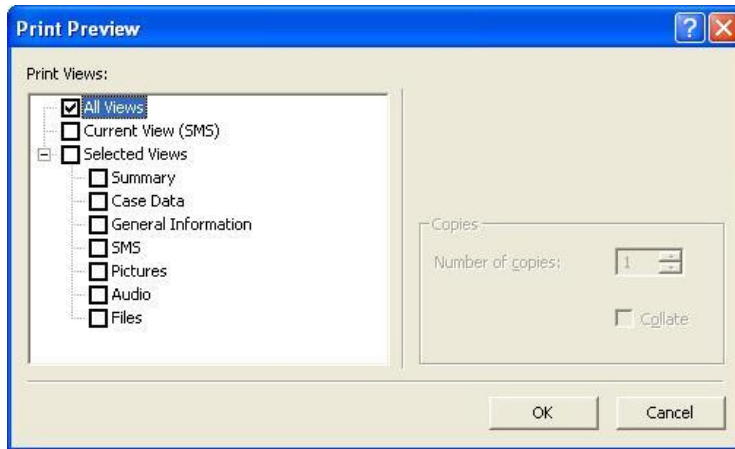 Print Preview
Print Views:
All Views
Current View (SMS)
Selected Views
Summary
Case Data
General Information
SMS
Pictures
Audio
Files
Copies
Number of copies: 1
Collate
OK Cancel